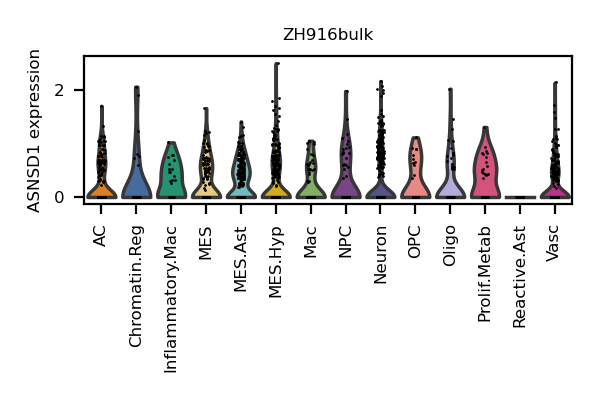 ZH916bulk
ASNSD1 expression
2
0
AC
Chromatin.Reg
Inflammatory.Mac
MES
MES.Ast
MES.Hyp
Mac
NPC
Neuron
OPC
Oligo
Prolif.Metab
Reactive.Ast
Vasc